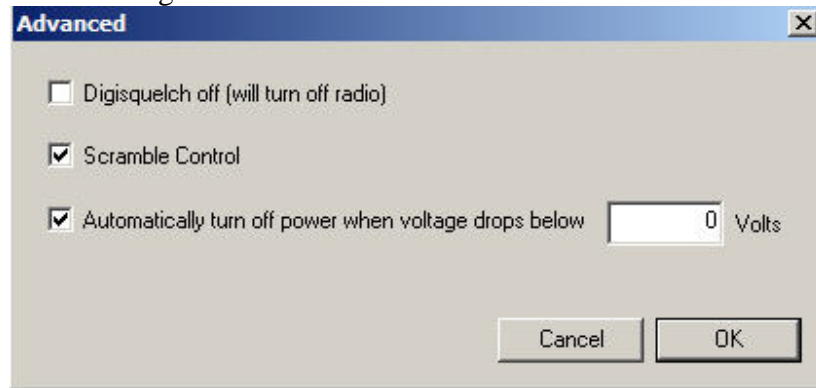 Advanced
Digisquelch off (will turn off radio)
Scramble Control
Automatically turn off power when voltage drops below 0 Volts
Cancel OK